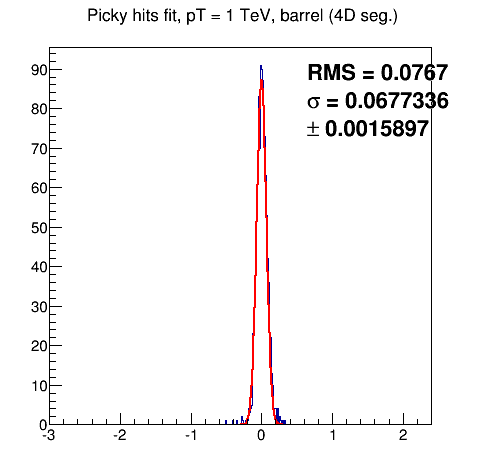 Picky hits fit, pT = 1 TeV, barrel (4D seg.)
RMS = 0.0767
σ = 0.0677336
± 0.0015897
90
80
70
60
50
40
30
20
10
0
-3 -2 -1 0 1 2